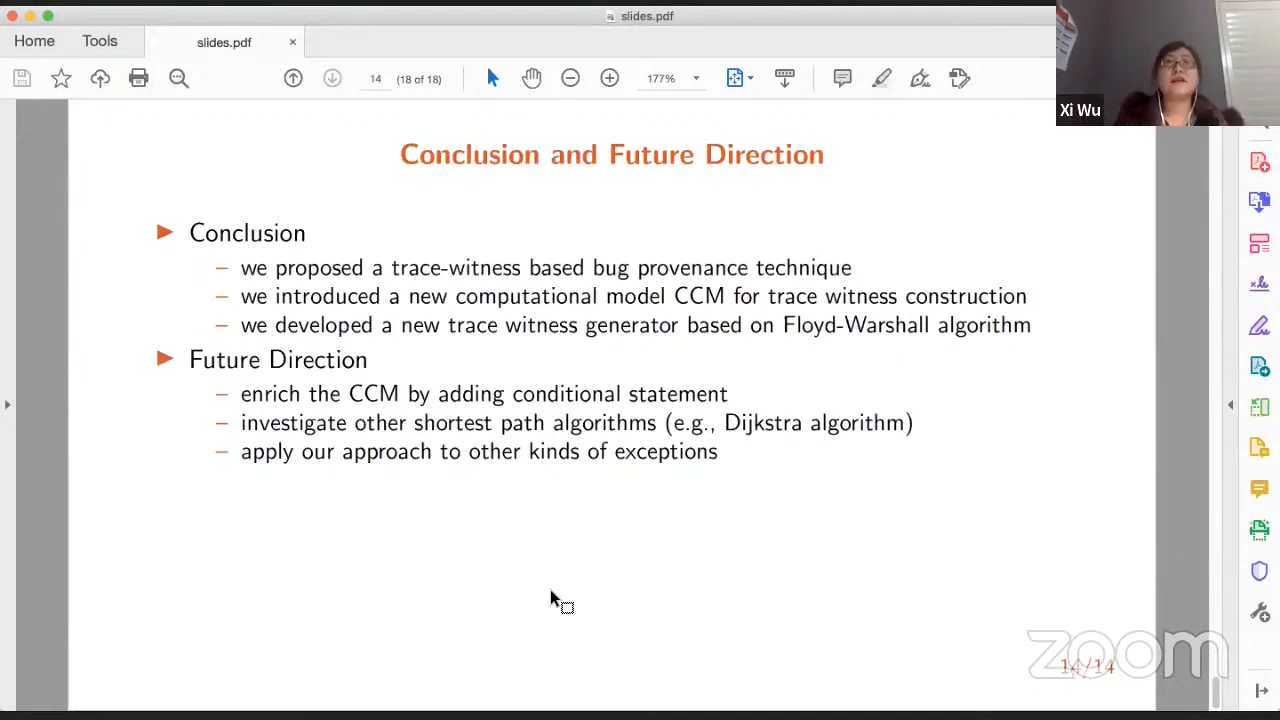 slides.pdf
Home
Tools
slides.pdf
×
14
(18 of 18)
177%
Xi Wu
Conclusion and Future Direction
Conclusion
– we proposed a trace-witness based bug provenance technique
– we introduced a new computational model CCM for trace witness construction
– we developed a new trace witness generator based on Floyd-Warshall algorithm
Future Direction
– enrich the CCM by adding conditional statement
– investigate other shortest path algorithms (e.g., Dijkstra algorithm)
– apply our approach to other kinds of exceptions
zoom
14/14